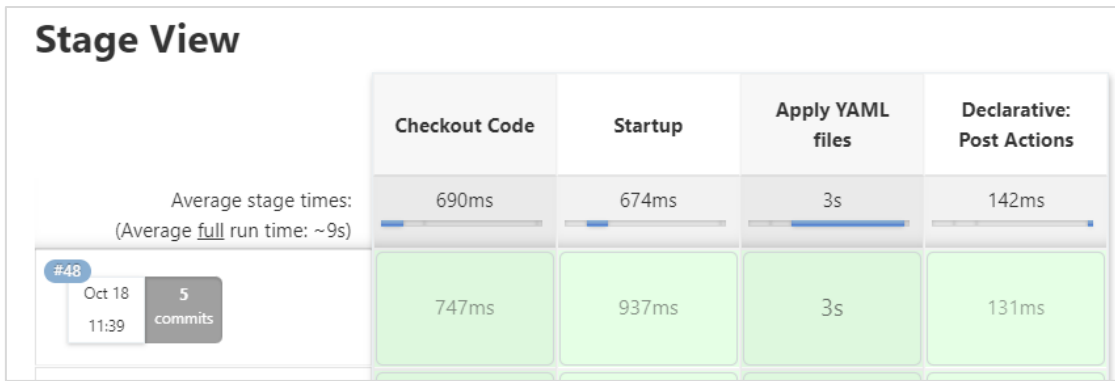 Stage View
Checkout Code
Startup
Apply YAML
files
Declarative:
Post Actions
Average stage times:
(Average full run time: ~9s)
690ms
674ms
3s
142ms
#48
Oct 18
11:39
5
commits
747ms
937ms
3s
131ms